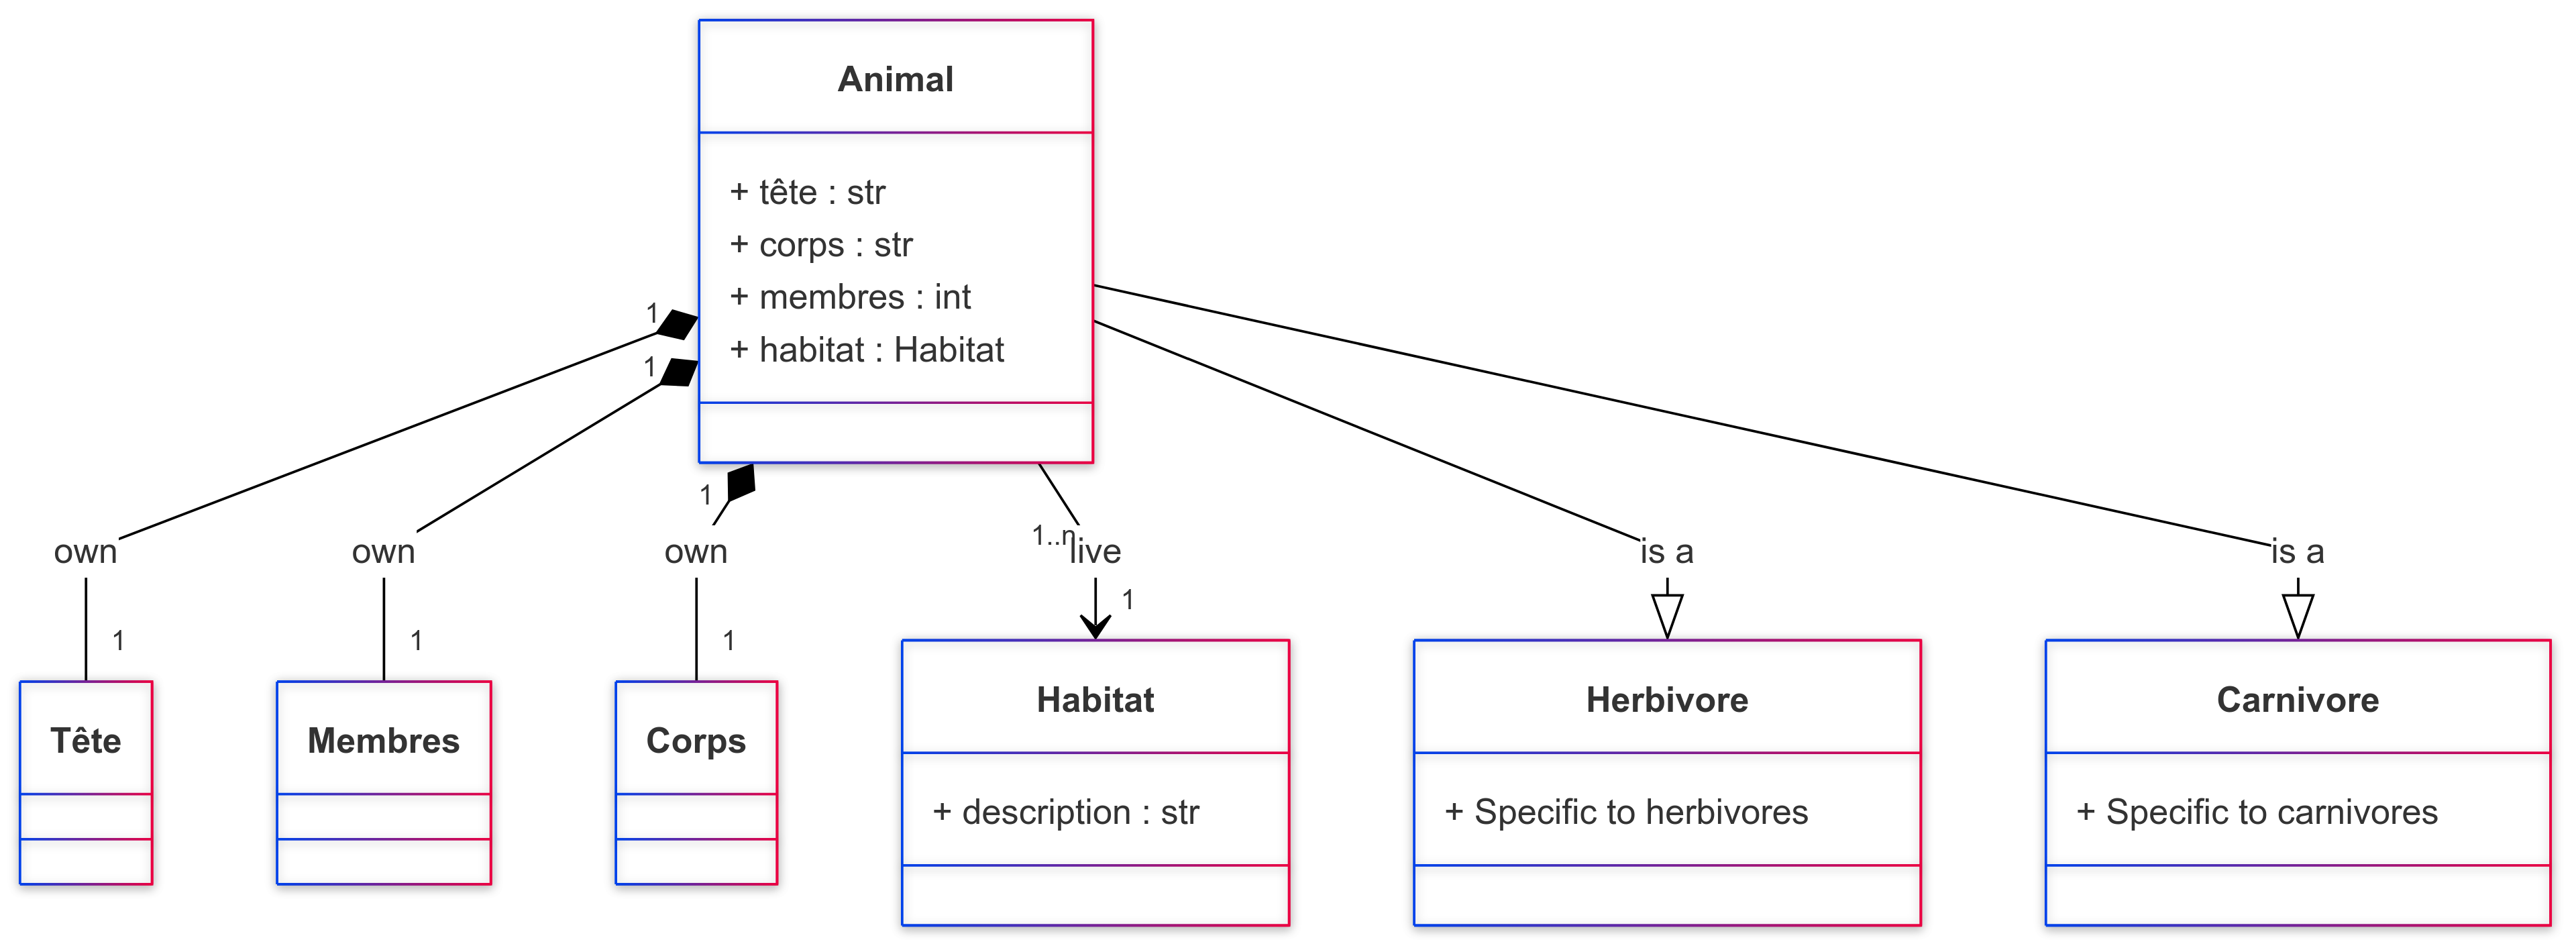 Animal
+ tête : str
+ corps : str
+ membres : int
+ habitat : Habitat
1
1
1
1..n
own
own
own
live
is a
is a
1
1
1
1
Tête
Membres
Corps
Habitat
+ description : str
Herbivore
+ Specific to herbivores
Carnivore
+ Specific to carnivores